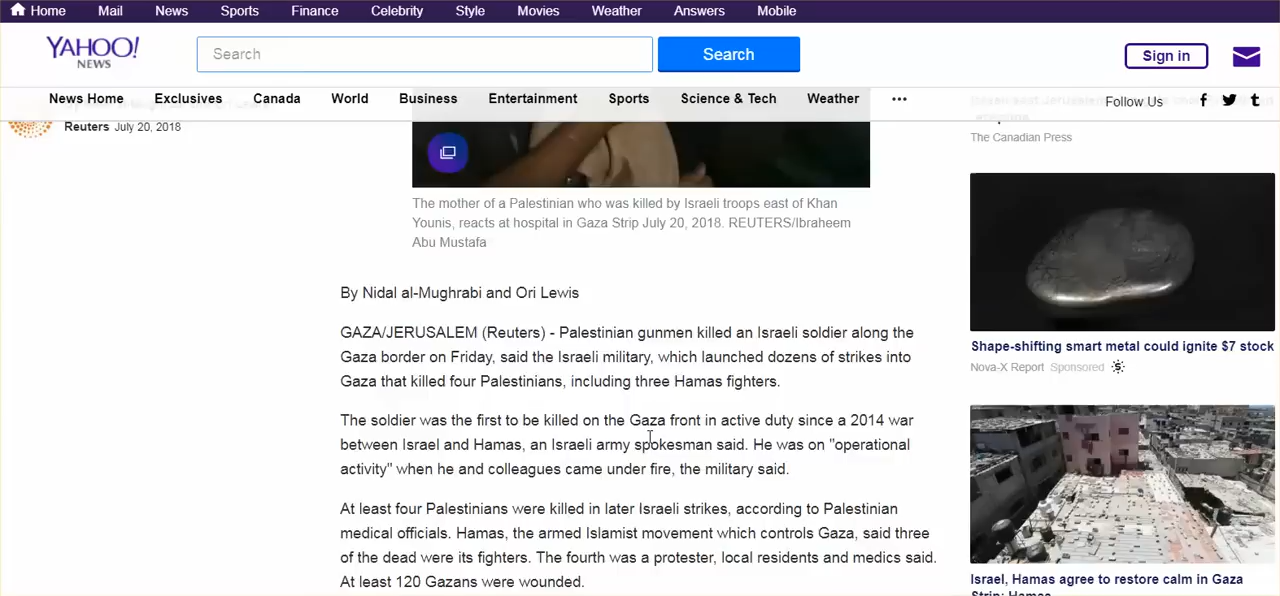 Home Mail News Sports Finance Celebrity Style Movies Weather Answers Mobile
YAHOO!
NEWS
Search
Search
Sign in
News Home Exclusives Canada World Business Entertainment Sports Science & Tech Weather ••• Follow Us
Reuters July 20, 2018
The mother of a Palestinian who was killed by Israeli troops east of Khan
Younis, reacts at hospital in Gaza Strip July 20, 2018. REUTERS/Ibraheem
Abu Mustafa
By Nidal al-Mughrabi and Ori Lewis
GAZA/JERUSALEM (Reuters) - Palestinian gunmen killed an Israeli soldier along the
Gaza border on Friday, said the Israeli military, which launched dozens of strikes into
Gaza that killed four Palestinians, including three Hamas fighters.
The soldier was the first to be killed on the Gaza front in active duty since a 2014 war
between Israel and Hamas, an Israeli army spokesman said. He was on "operational
activity" when he and colleagues came under fire, the military said.
At least four Palestinians were killed in later Israeli strikes, according to Palestinian
medical officials. Hamas, the armed Islamist movement which controls Gaza, said three
of the dead were its fighters. The fourth was a protester, local residents and medics said.
At least 120 Gazans were wounded.
The Canadian Press
Shape-shifting smart metal could ignite $7 stock
Nova-X Report Sponsored
Israel, Hamas agree to restore calm in Gaza
Strip: Hamas